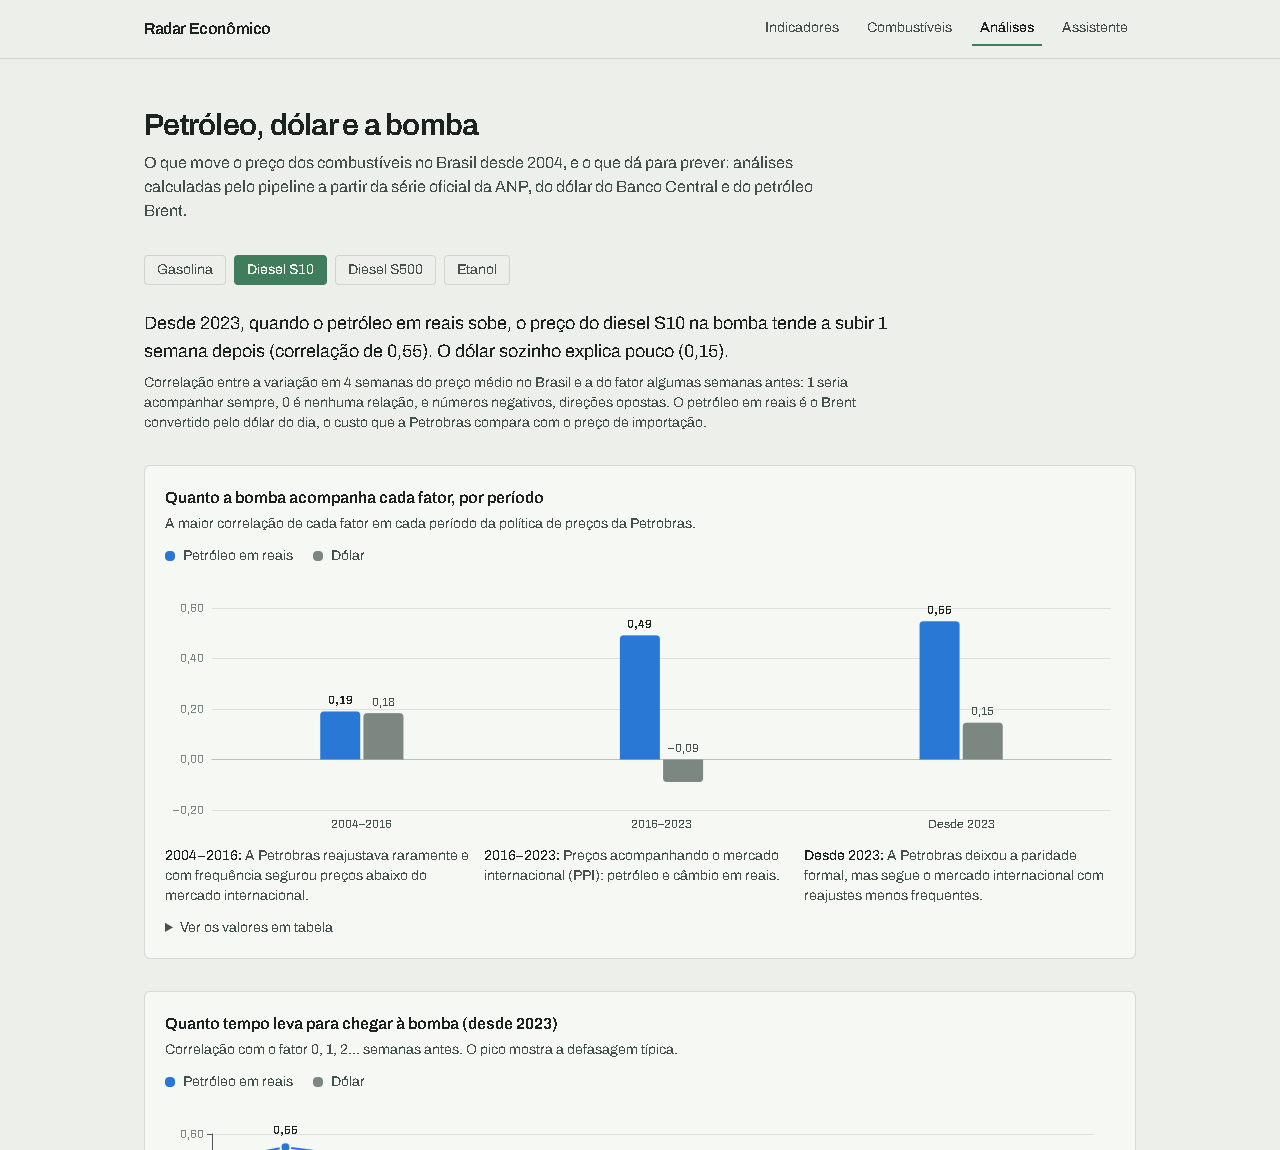 Radar Econômico
Indicadores
Combustíveis
Análises
Assistente
Petróleo, dólar e a bomba
O que move o preço dos combustíveis no Brasil desde 2004, e o que dá para prever: análises
calculadas pelo pipeline a partir da série oficial da ANP, do dólar do Banco Central e do petróleo
Brent.
Gasolina
Diesel S10
Diesel S500
Etanol
Desde 2023, quando o petróleo em reais sobe, o preço do diesel S10 na bomba tende a subir 1
semana depois (correlação de 0,55). O dólar sozinho explica pouco (0,15).
Correlação entre a variação em 4 semanas do preço médio no Brasil e a do fator algumas semanas antes: 1 seria
acompanhar sempre, 0 é nenhuma relação, e números negativos, direções opostas. O petróleo em reais é o Brent
convertido pelo dólar do dia, o custo que a Petrobras compara com o preço de importação.
Quanto a bomba acompanha cada fator, por período
A maior correlação de cada fator em cada período da política de preços da Petrobras.
Petróleo em reais
Dólar
0,60
0,40
0,20
0,00
−0,20
0,19
0,18
0,49
−0,09
0,55
0,15
2004–2016
2016–2023
Desde 2023
2004–2016: A Petrobras reajustava raramente e
com frequência segurou preços abaixo do
mercado internacional.
2016–2023: Preços acompanhando o mercado
internacional (PPI): petróleo e câmbio em reais.
Desde 2023: A Petrobras deixou a paridade
formal, mas segue o mercado internacional com
reajustes menos frequentes.
Ver os valores em tabela
Quanto tempo leva para chegar à bomba (desde 2023)
Correlação com o fator 0, 1, 2… semanas antes. O pico mostra a defasagem típica.
Petróleo em reais
Dólar
0,60
0,55